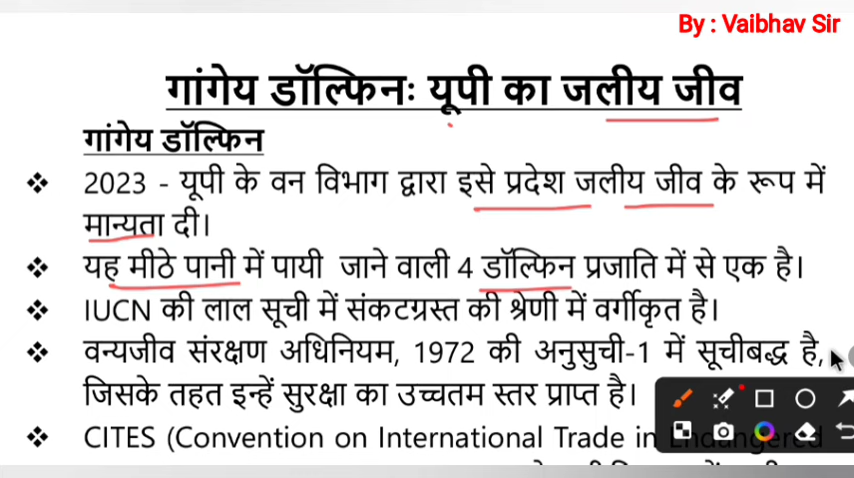 By : Vaibhav Sir
गांगेय डॉल्फिनः यूपी का जलीय जीव
गांगेय डॉल्फिन
❖ 2023 - यूपी के वन विभाग द्वारा इसे प्रदेश जलीय जीव के रूप में
मान्यता दी।
❖ यह मीठे पानी में पायी जाने वाली 4 डॉल्फिन प्रजाति में से एक है।
❖ IUCN की लाल सूची में संकटग्रस्त की श्रेणी में वर्गीकृत है।
❖ वन्यजीव संरक्षण अधिनियम, 1972 की अनुसुची-1 में सूचीबद्ध है,
जिसके तहत इन्हें सुरक्षा का उच्चतम स्तर प्राप्त है।
❖ CITES (Convention on International Trade in Endangered